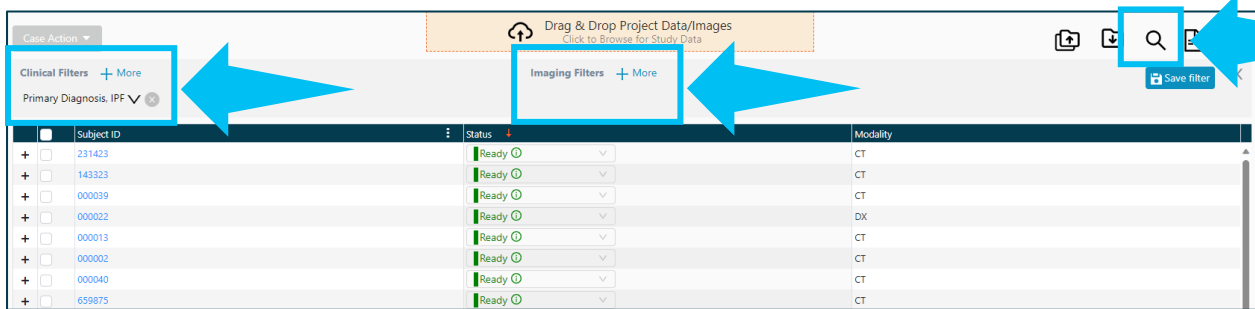 Case Action
Drag & Drop Project Data/Images
Click to Browse for Study Data
Clinical Filters + More
Imaging Filters + More
Save filter
X
Primary Diagnosis, IPF
Subject ID Status Modality
231423 Ready CT
143323 Ready CT
000039 Ready CT
000022 Ready DX
000013 Ready CT
000002 Ready CT
000040 Ready CT
659875 Ready CT